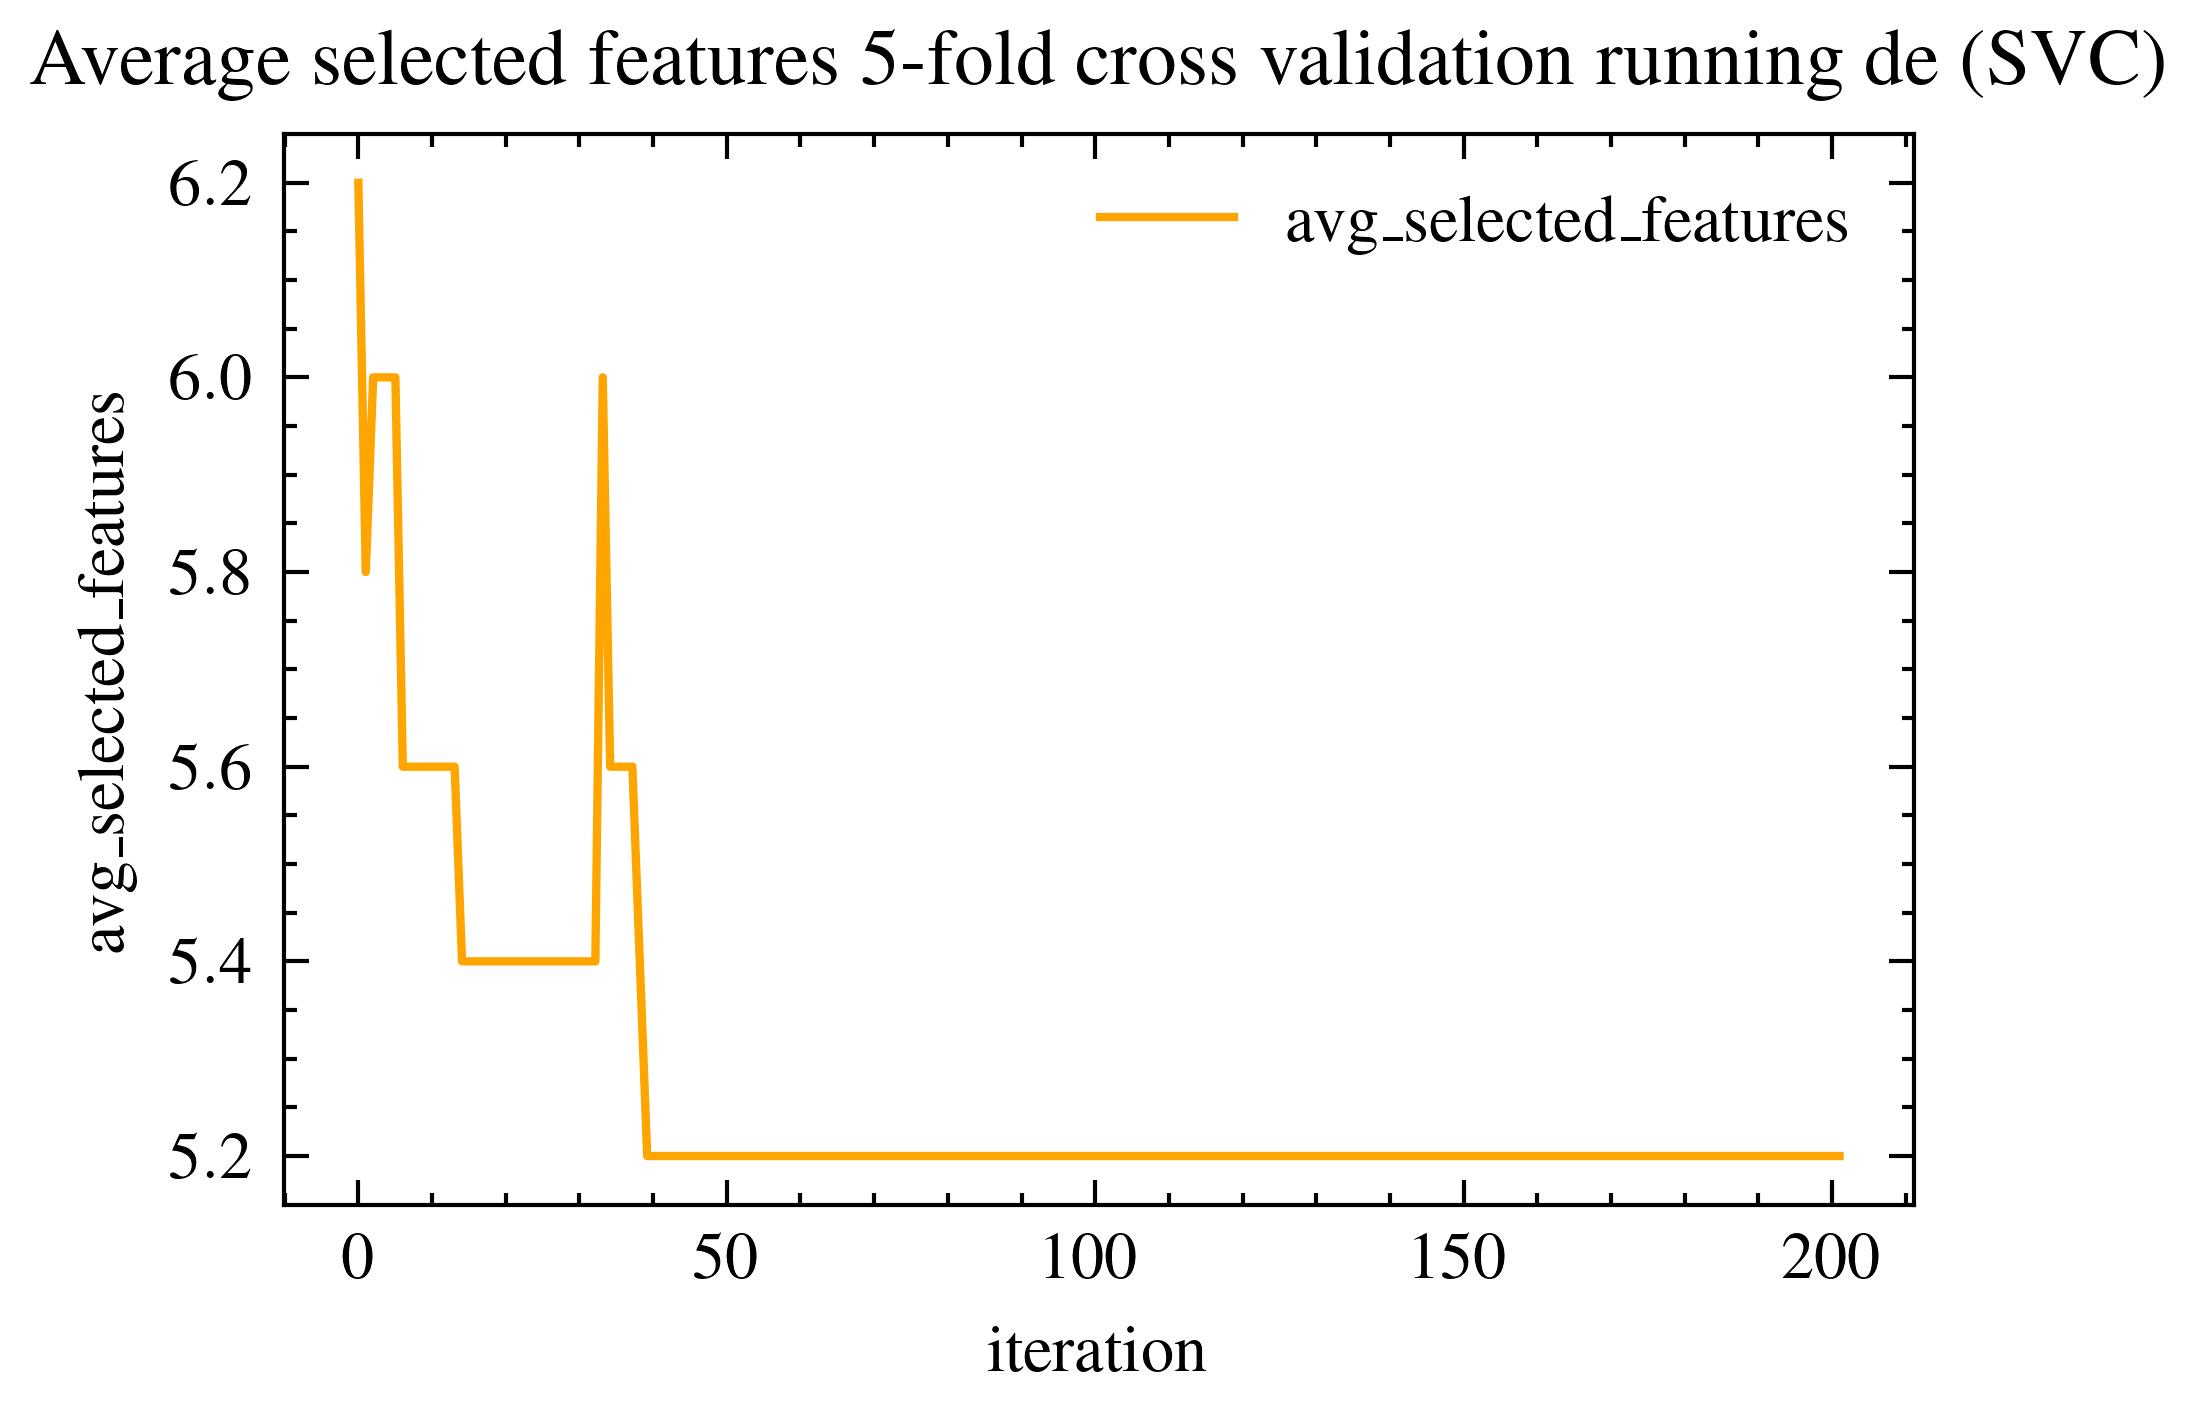 Average selected features 5-fold cross validation running de (SVC)
avg_selected_features
6.2
6.0
5.8
5.6
5.4
5.2
avg_selected_features
0 50 100 150 200
iteration